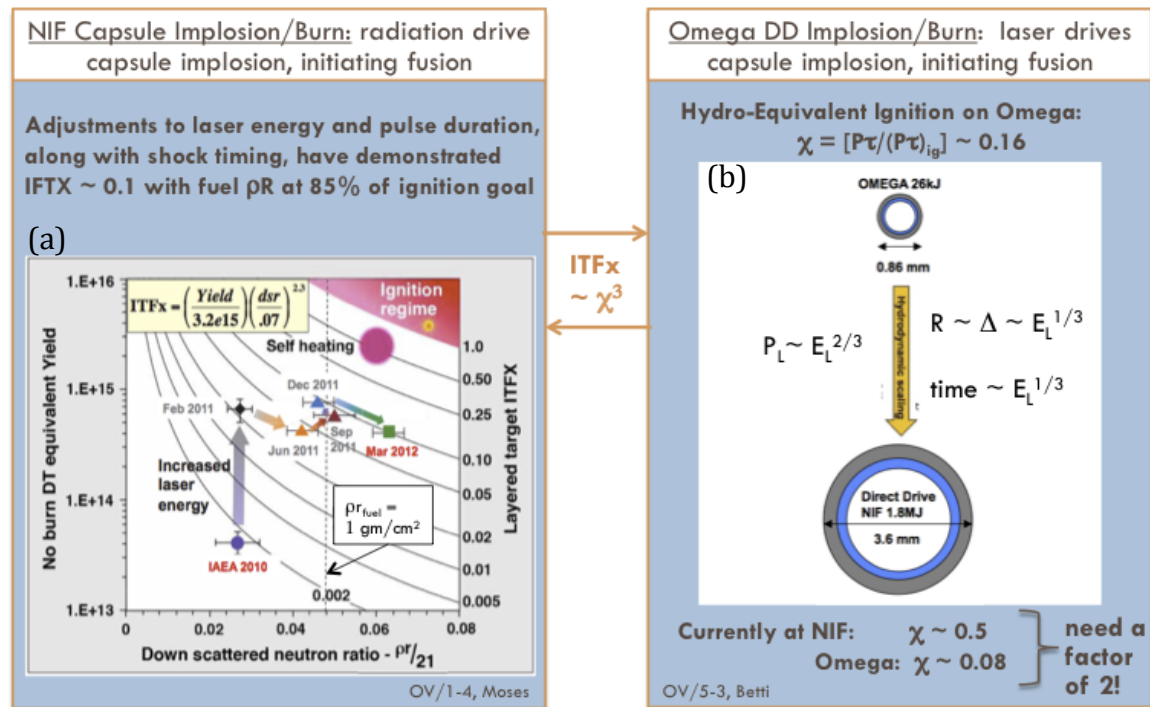 NIF Capsule Implosion/Burn: radiation drive
capsule implosion, initiating fusion
Adjustments to laser energy and pulse duration,
along with shock timing, have demonstrated
IFTX ~ 0.1 with fuel ρR at 85% of ignition goal
(a)
No burn DT equivalent Yield
1.E+16
1.E+15
1.E+14
1.E+13
ITFx = (Yield/3.2e15)(dsr/.07)^2.3
Ignition
regime
Self heating
Dec 2011
Feb 2011
Jun 2011
Sep
2011
Mar 2012
Increased
laser
energy
ρr_fuel =
1 gm/cm²
IAEA 2010
0.002
1.0
0.50
0.25
0.10
0.05
0.02
0.01
0.005
Layered target ITFX
0
0.02
0.04
0.06
0.08
Down scattered neutron ratio - ρr/21
OV/1-4, Moses
ITFx
~ χ³
Omega DD Implosion/Burn: laser drives
capsule implosion, initiating fusion
Hydro-Equivalent Ignition on Omega:
χ = [Pτ/(Pτ)ig] ~ 0.16
(b)
OMEGA 26kJ
0.86 mm
Hydrodynamic scaling
P_L ~ E_L^2/3
R ~ Δ ~ E_L^1/3
time ~ E_L^1/3
Direct Drive
NIF 1.8MJ
3.6 mm
Currently at NIF: χ ~ 0.5
Omega: χ ~ 0.08
need a
factor
of 2!
OV/5-3, Betti